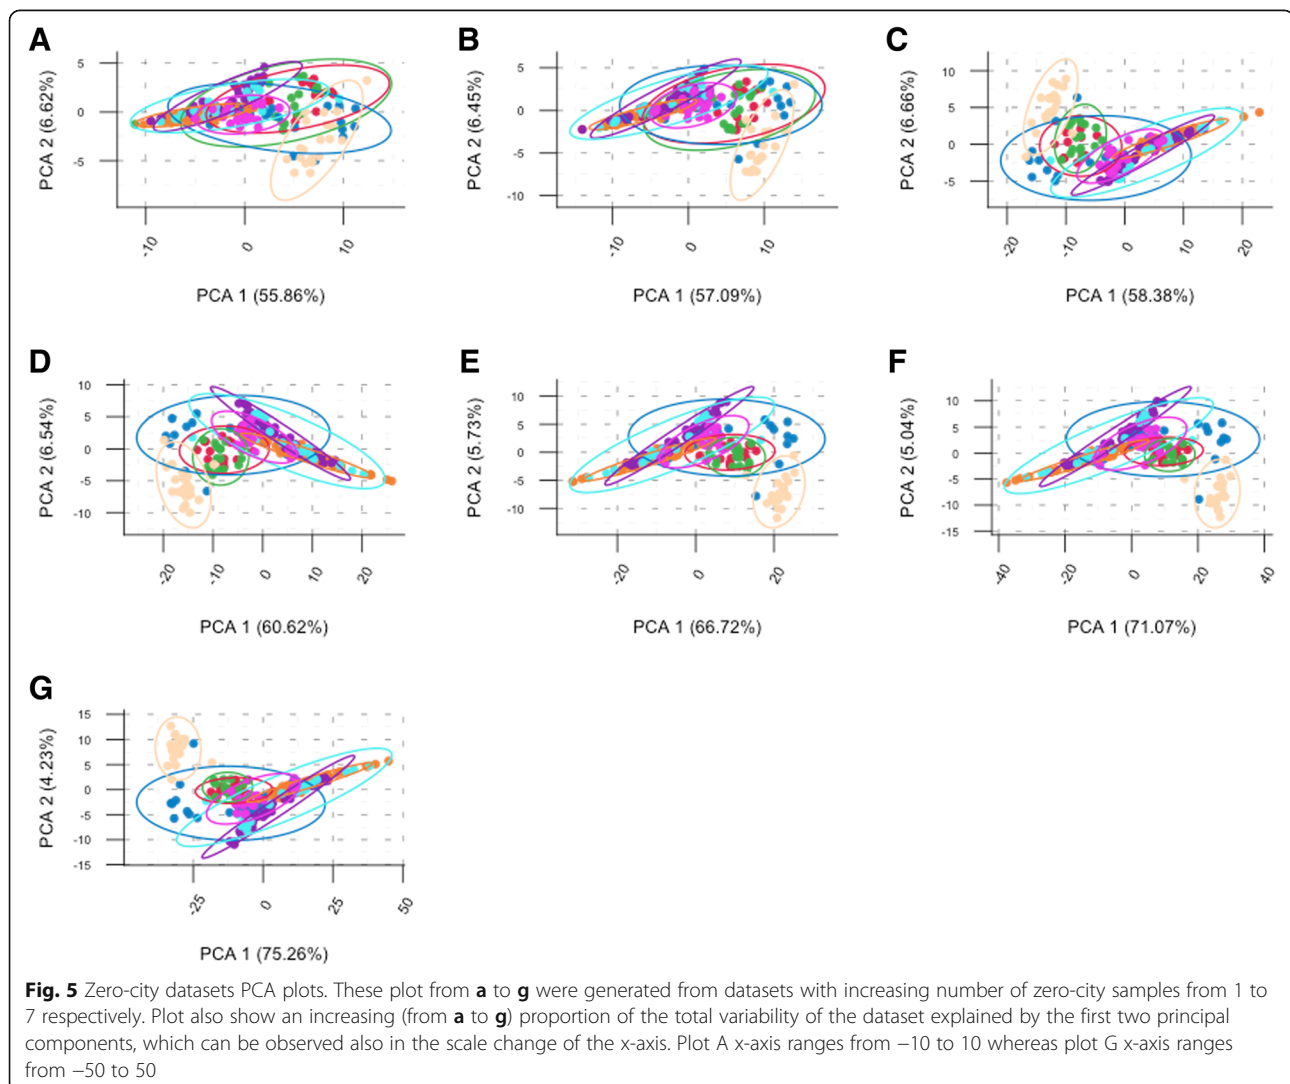 A
B
C
PCA 2 (6.62%)
5
0
-5
-10
0
10
PCA 1 (55.86%)
PCA 2 (6.45%)
5
0
-5
-10
-10
0
10
PCA 1 (57.09%)
PCA 2 (6.66%)
10
5
0
-5
-20
-10
0
10
20
PCA 1 (58.38%)
D
E
F
PCA 2 (6.54%)
10
5
0
-5
-10
-20
-10
0
10
20
PCA 1 (60.62%)
PCA 2 (5.73%)
10
5
0
-5
-10
-20
0
20
PCA 1 (66.72%)
PCA 2 (5.04%)
10
5
0
-5
-10
-15
-40
-20
0
20
40
PCA 1 (71.07%)
G
PCA 2 (4.23%)
15
10
5
0
-5
-10
-15
-25
0
25
50
PCA 1 (75.26%)
Fig. 5 Zero-city datasets PCA plots. These plot from a to g were generated from datasets with increasing number of zero-city samples from 1 to
7 respectively. Plot also show an increasing (from a to g) proportion of the total variability of the dataset explained by the first two principal
components, which can be observed also in the scale change of the x-axis. Plot A x-axis ranges from −10 to 10 whereas plot G x-axis ranges
from −50 to 50